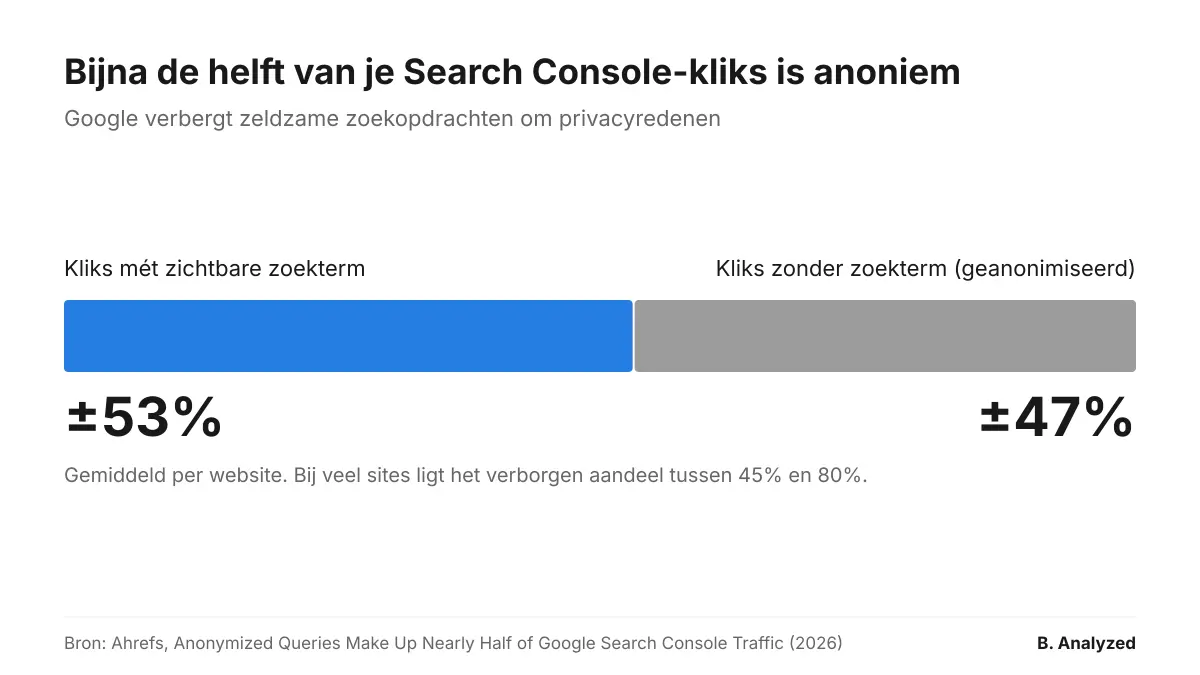 Bijna de helft van je Search Console-kliks is anoniem
Google verbergt zeldzame zoekopdrachten om privacyredenen
Kliks mét zichtbare zoekterm
Kliks zonder zoekterm (geanonimiseerd)
±53%
±47%
Gemiddeld per website. Bij veel sites ligt het verborgen aandeel tussen 45% en 80%.
Bron: Ahrefs, Anonymized Queries Make Up Nearly Half of Google Search Console Traffic (2026)
B. Analyzed